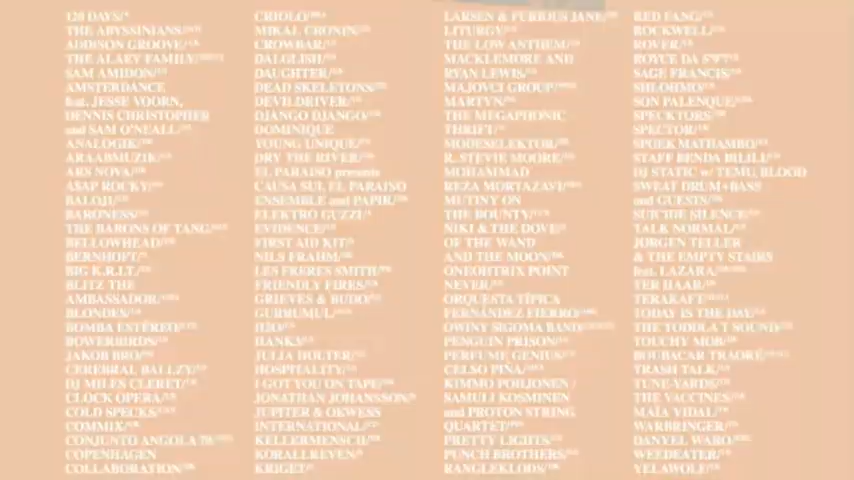 120 DAYS/
THE ABYSSINIANS/
ADDISON GROOVE/
THE ALAEV FAMILY/
SAM AMIDON/
AMSTERDANCE
feat. JESSE VOORN,
DENNIS CHRISTOPHER
and SAM O'NEALL/
ANALOGIK/
ARAABMUZIK/
ARS NOVA/
A$AP ROCKY/
BALOJI/
BARONESS/
THE BARONS OF TANG/
BELLOWHEAD/
BERNHOFT/
BIG K.R.I.T./
BLITZ THE
AMBASSADOR/
BLONDES/
BOMBA ESTÉREO/
BOWERBIRDS/
JAKOB BRO/
CEREBRAL BALLZY/
DJ MILES CLERET/
CLOCK OPERA/
COLD SPECKS/
COMMIX/
CONJUNTO ANGOLA 70/
COPENHAGEN
COLLABORATION/
CRIOLO/
MIKAL CRONIN/
CROWBAR/
DALGLISH/
DAUGHTER/
DEAD SKELETONS/
DEVILDRIVER/
DJANGO DJANGO/
DOMINIQUE
YOUNG UNIQUE/
DRY THE RIVER/
EL PARAISO presents
CAUSA SUI, EL PARAISO
ENSEMBLE and PAPIR/
ELEKTRO GUZZI/
EVIDENCE/
FIRST AID KIT/
NILS FRAHM/
LES FRERES SMITH/
FRIENDLY FIRES/
GRIEVES & BUDO/
GURRUMUL/
H2O/
HANK3/
JULIA HOLTER/
HOSPITALITY/
I GOT YOU ON TAPE/
JONATHAN JOHANSSON/
JUPITER & OKWESS
INTERNATIONAL/
KELLERMENSCH/
KORALLREVEN/
KRIGET/
LARSEN & FURIOUS JANE/
LITURGY/
THE LOW ANTHEM/
MACKLEMORE AND
RYAN LEWIS/
MAJOVCI GROUP/
MARTYN/
THE MEGAPHONIC
THRIFT/
MODESELEKTOR/
R. STEVIE MOORE/
MOHAMMAD
REZA MORTAZAVI/
MUTINY ON
THE BOUNTY/
NIKI & THE DOVE/
OF THE WAND
AND THE MOON/
ONEOHTRIX POINT
NEVER/
ORQUESTA TÍPICA
FERNÁNDEZ FIERRO/
OWINY SIGOMA BAND/
PENGUIN PRISON/
PERFUME GENIUS/
CELSO PIÑA/
KIMMO POHJONEN /
SAMULI KOSMINEN
and PROTON STRING
QUARTET/
PRETTY LIGHTS/
PUNCH BROTHERS/
RANGLEKLODS/
RED FANG/
ROCKWELL/
ROVER/
ROYCE DA 5'9"/
SAGE FRANCIS/
SHLOHMO/
SON PALENQUE/
SPECKTORS/
SPECTOR/
SPOEK MATHAMBO/
STAFF BENDA BILILI/
DJ STATIC w/ TEMU, BLOOD
SWEAT DRUM+BASS
and GUESTS/
SUICIDE SILENCE/
TALK NORMAL/
JØRGEN TELLER
& THE EMPTY STAIRS
feat. LAZARA/
TER HAAR/
TERAKAFT/
TODAY IS THE DAY/
THE TODDLA T SOUND/
TOUCHY MOB/
BOUBACAR TRAORÉ/
TRASH TALK/
TUNE-YARDS/
THE VACCINES/
MAÏA VIDAL/
WARBRINGER/
DANYEL WARO/
WEEDEATER/
YELAWOLF/